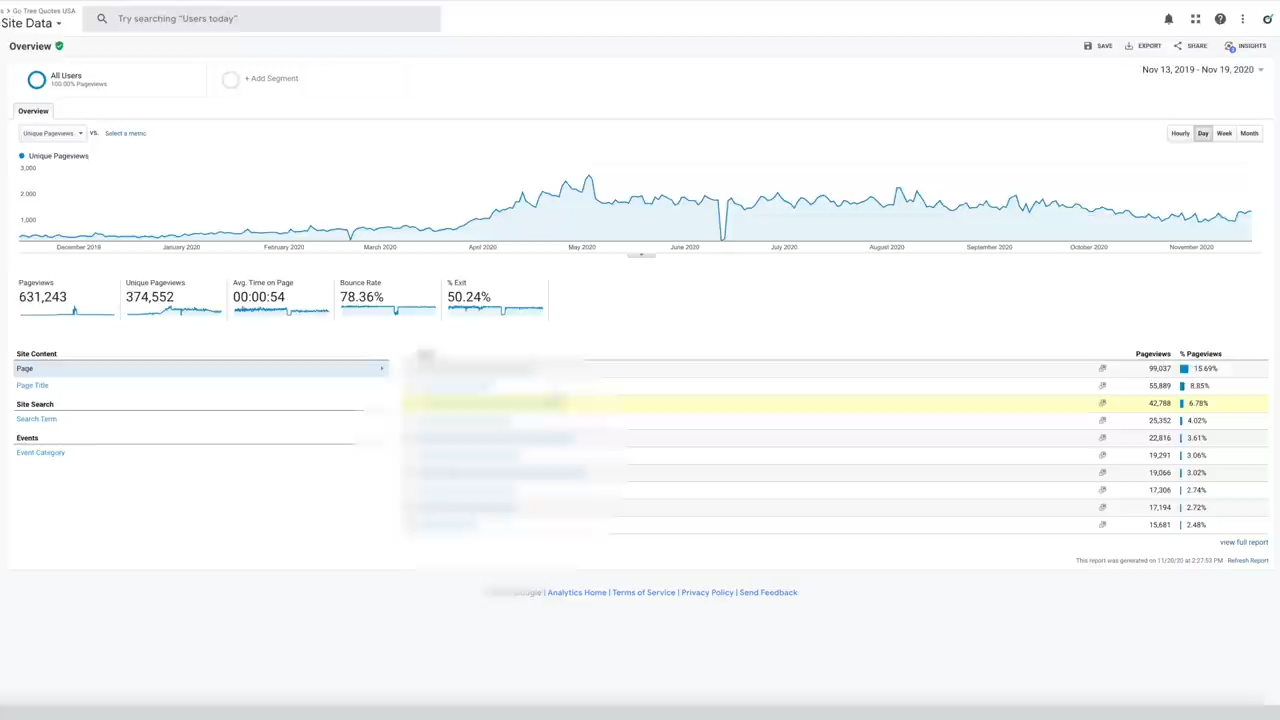 s > Go Tree Quotes USA
Site Data
Try searching "Users today"
Overview
SAVE EXPORT SHARE INSIGHTS
All Users
100.00% Pageviews
+ Add Segment
Nov 13, 2019 - Nov 19, 2020
Overview
Unique Pageviews VS. Select a metric
Hourly Day Week Month
Unique Pageviews
3,000
2,000
1,000
December 2019 January 2020 February 2020 March 2020 April 2020 May 2020 June 2020 July 2020 August 2020 September 2020 October 2020 November 2020
Pageviews Unique Pageviews Avg. Time on Page Bounce Rate % Exit
631,243 374,552 00:00:54 78.36% 50.24%
Site Content
Page
Page Title
Site Search
Search Term
Events
Event Category
Pageviews % Pageviews
99,037 15.69%
55,889 8.85%
42,788 6.78%
25,352 4.02%
22,816 3.61%
19,291 3.06%
19,066 3.02%
17,306 2.74%
17,194 2.72%
15,681 2.48%
view full report
This report was generated on 11/20/20 at 2:27:53 PM Refresh Report
Google | Analytics Home | Terms of Service | Privacy Policy | Send Feedback